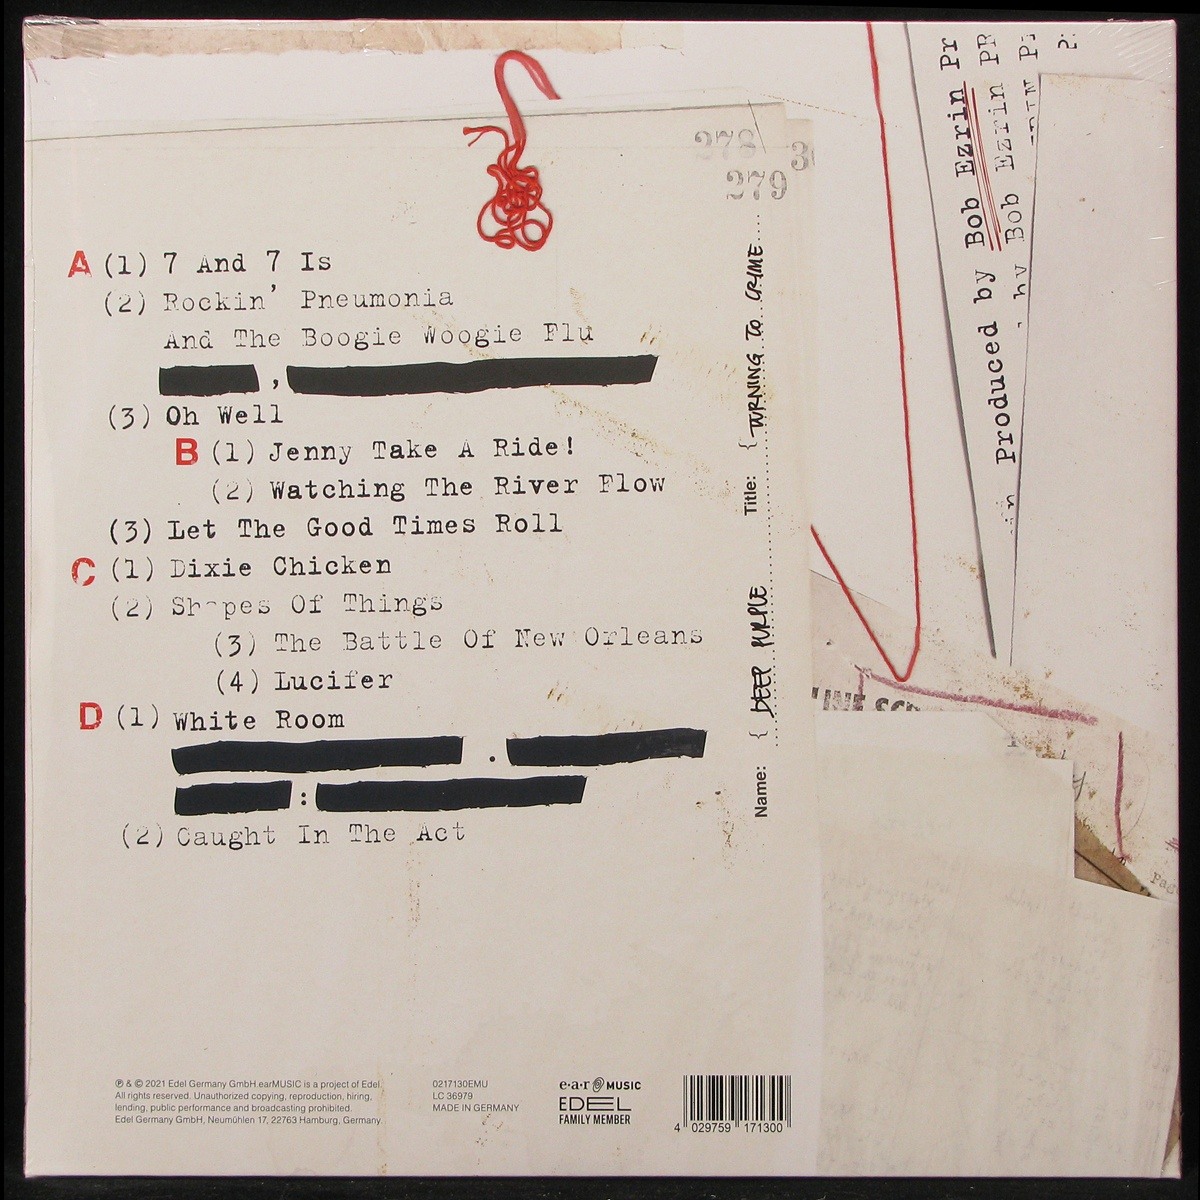 278
279
A (1) 7 And 7 Is
(2) Rockin' Pneumonia
And The Boogie Woogie Flu
,
(3) Oh Well
B (1) Jenny Take A Ride!
(2) Watching The River Flow
(3) Let The Good Times Roll
C (1) Dixie Chicken
(2) Shapes Of Things
(3) The Battle Of New Orleans
(4) Lucifer
D (1) White Room
.
:
(2) Caught In The Act
Name: { DEEP PURPLE
Title: { TURNING TO CRIME
Produced by Bob Ezrin Pr
by Bob Ezrin PR
℗ & © 2021 Edel Germany GmbH.earMUSIC is a project of Edel.
All rights reserved. Unauthorized copying, reproduction, hiring,
lending, public performance and broadcasting prohibited.
Edel Germany GmbH, Neumühlen 17, 22763 Hamburg, Germany
0217130EMU
LC 36979
MADE IN GERMANY
e·a·r MUSIC
EDEL
FAMILY MEMBER
4 029759 171300